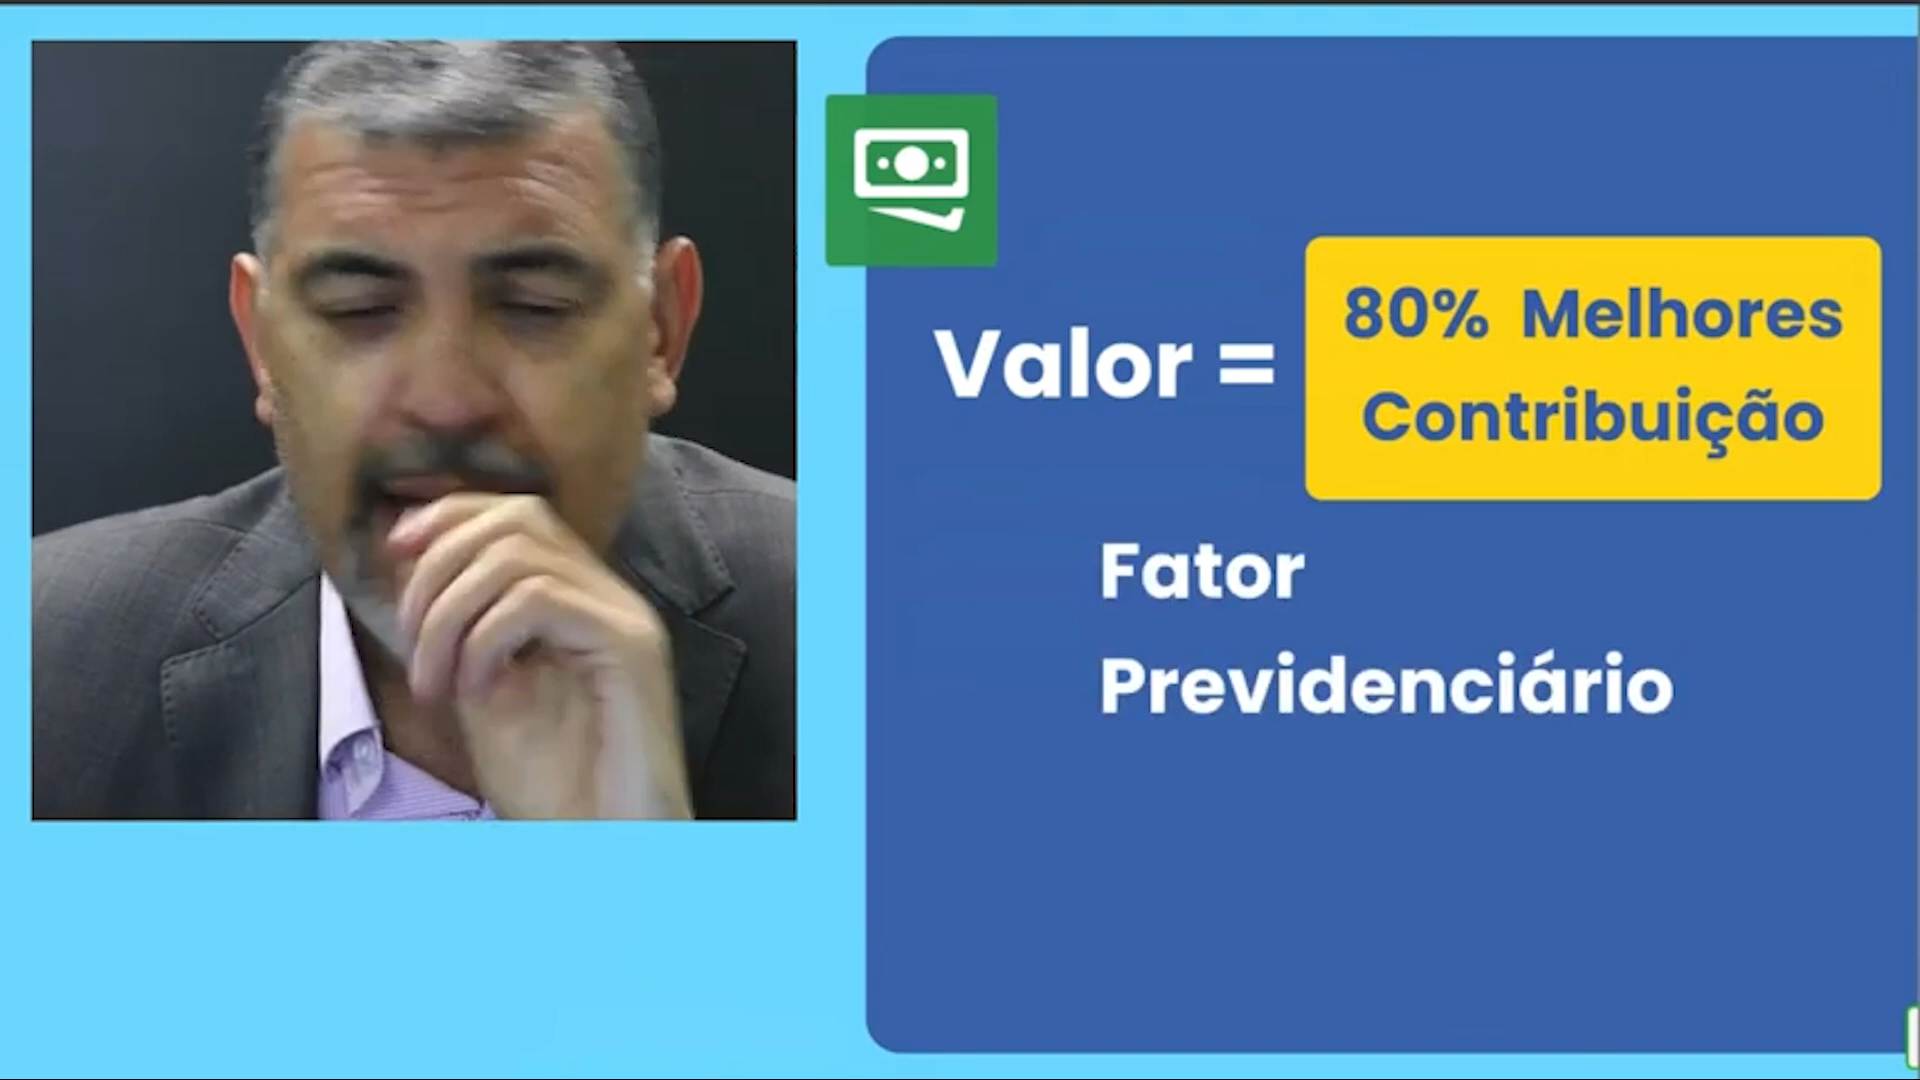 Valor =
80% Melhores
Contribuição
Fator
Previdenciário